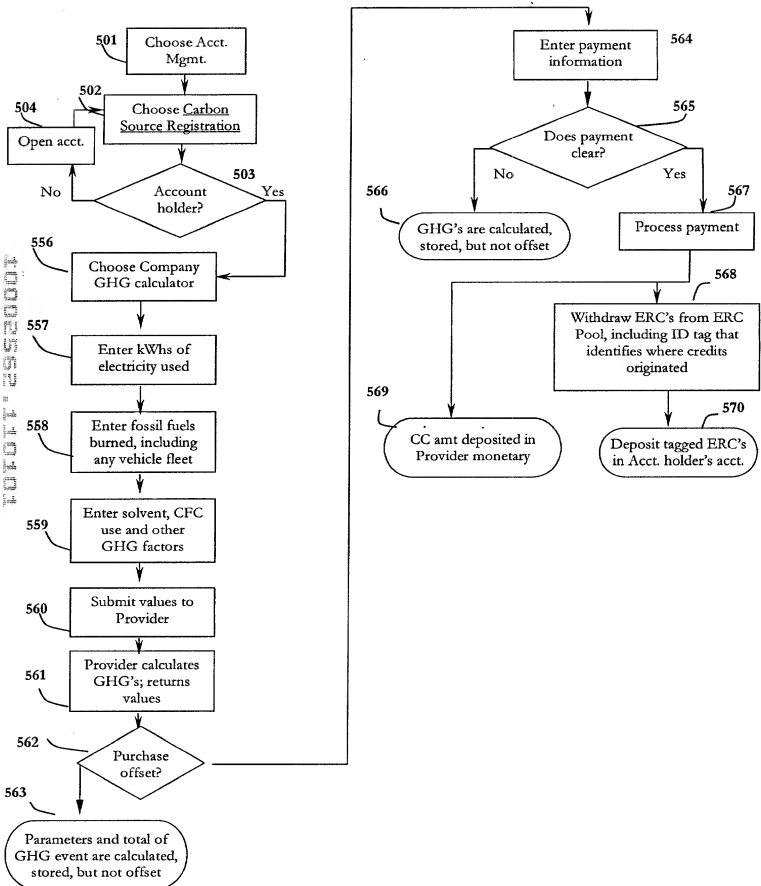 501
Choose Acct.
Mgmt.
502
Choose Carbon
Source Registration
504
Open acct.
503
Account
holder?
No
Yes
556
Choose Company
GHG calculator
557
Enter kWhs of
electricity used
558
Enter fossil fuels
burned, including
any vehicle fleet
559
Enter solvent, CFC
use and other
GHG factors
560
Submit values to
Provider
561
Provider calculates
GHG's; returns
values
562
Purchase
offset?
563
Parameters and total of
GHG event are calculated,
stored, but not offset
564
Enter payment
information
565
Does payment
clear?
No
Yes
566
GHG's are calculated,
stored, but not offset
567
Process payment
568
Withdraw ERC's from ERC
Pool, including ID tag that
identifies where credits
originated
569
CC amt deposited in
Provider monetary
570
Deposit tagged ERC's
in Acct. holder's acct.